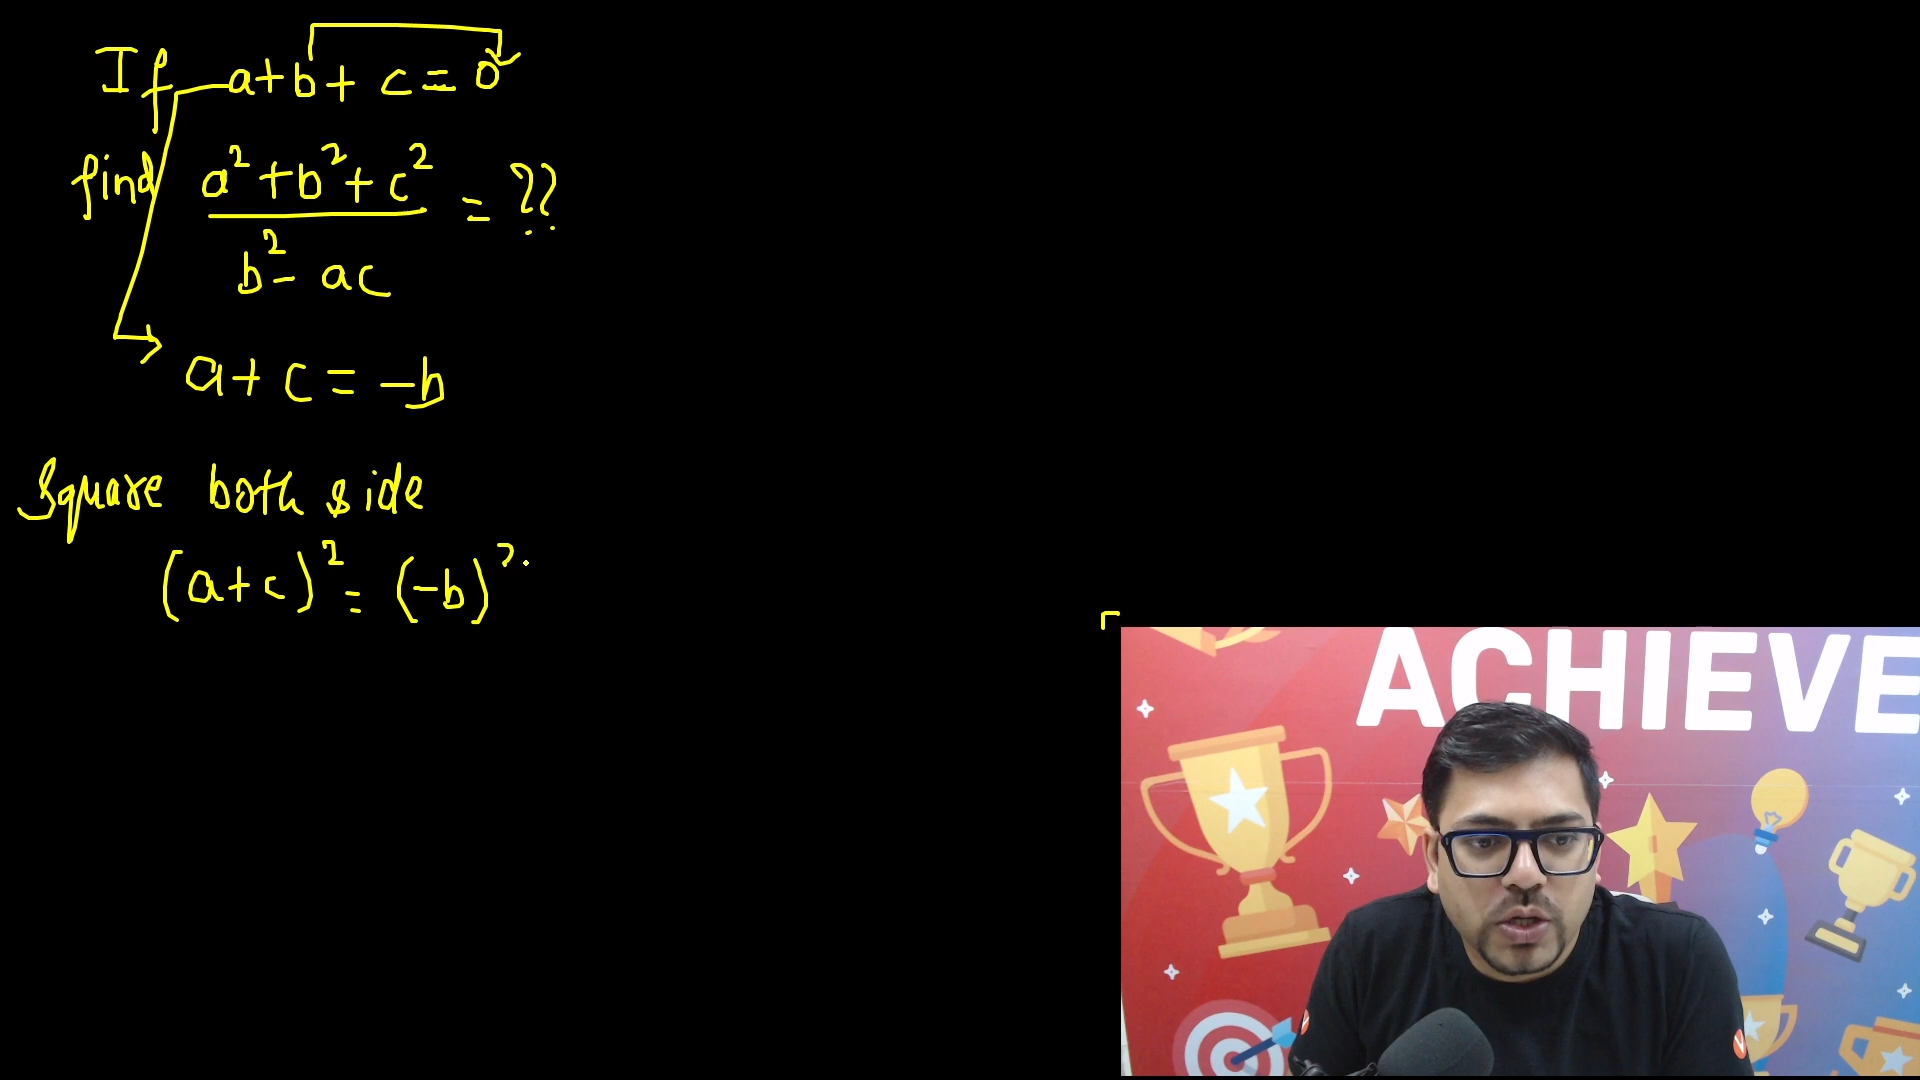 If a+b+c=0
find a²+b²+c² = ??
b²-ac
a+c=-b
Square both side
(a+c)²=(-b)²
ACHIEVE